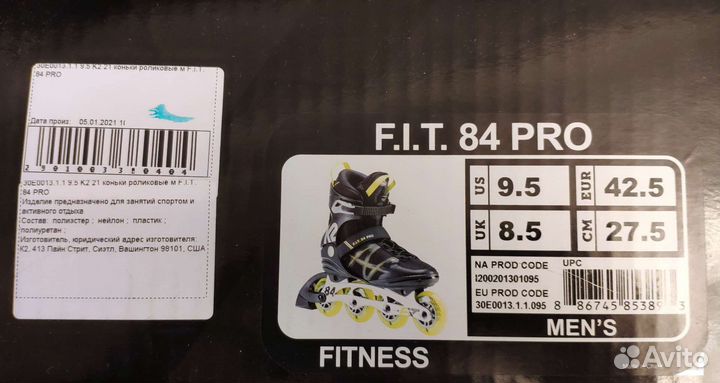 30E0013.1.1 9.5 K2 21 коньки роликовые м F.I.T.
84 PRO
Дата произ: 05.01.2021
30E0013.1.1 9.5 K2 21 коньки роликовые м F.I.T.
84 PRO
Изделие предназначено для занятий спортом и
активного отдыха
Состав: полиэстер ; нейлон ; пластик ;
полиуретан ;
Изготовитель, юридический адрес изготовителя:
K2, 413 Пайн Стрит, Сиэтл, Вашингтон 98101, США
F.I.T. 84 PRO
US 9.5 EUR 42.5
UK 8.5 CM 27.5
NA PROD CODE UPC
I200201301095
EU PROD CODE
30E0013.1.1.095
MEN'S
F.I.T. 84 PRO
84
FITNESS
Avito